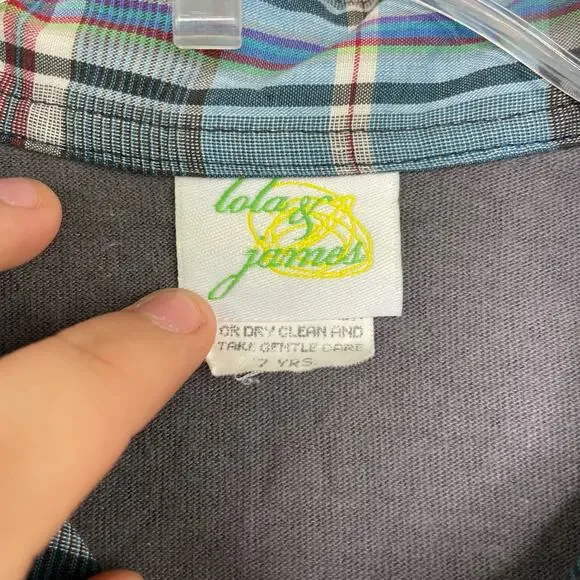 lola &
james
OR DRY CLEAN AND
TAKE GENTLE CARE
7 YRS.